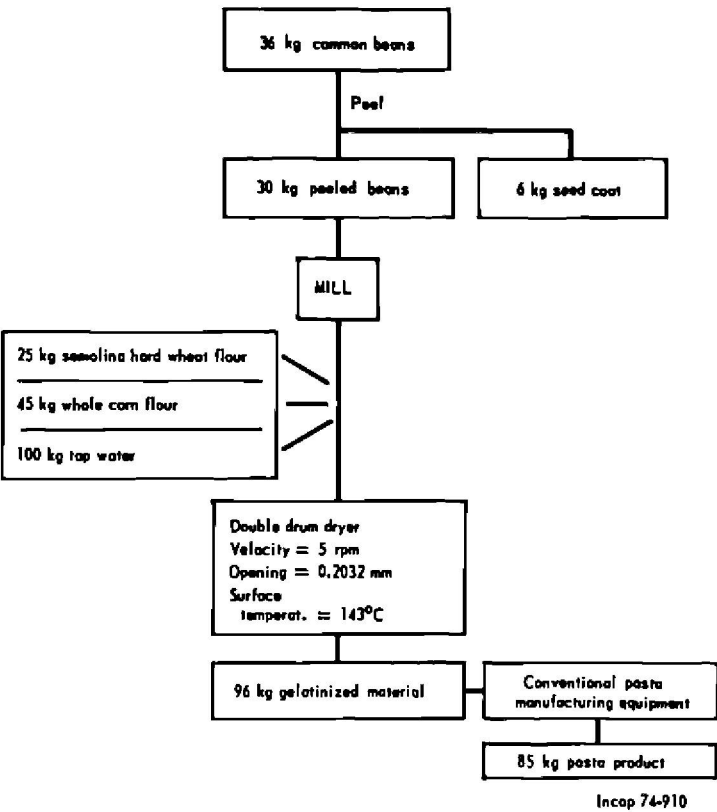 36 kg common beans
Peel
30 kg peeled beans
6 kg seed coat
MILL
25 kg semolina hard wheat flour
45 kg whole corn flour
100 kg tap water
Double drum dryer
Velocity = 5 rpm
Opening = 0.2032 mm
Surface
temperat. = 143°C
96 kg gelatinized material
Conventional pasta
manufacturing equipment
85 kg pasta product
Incap 74-910